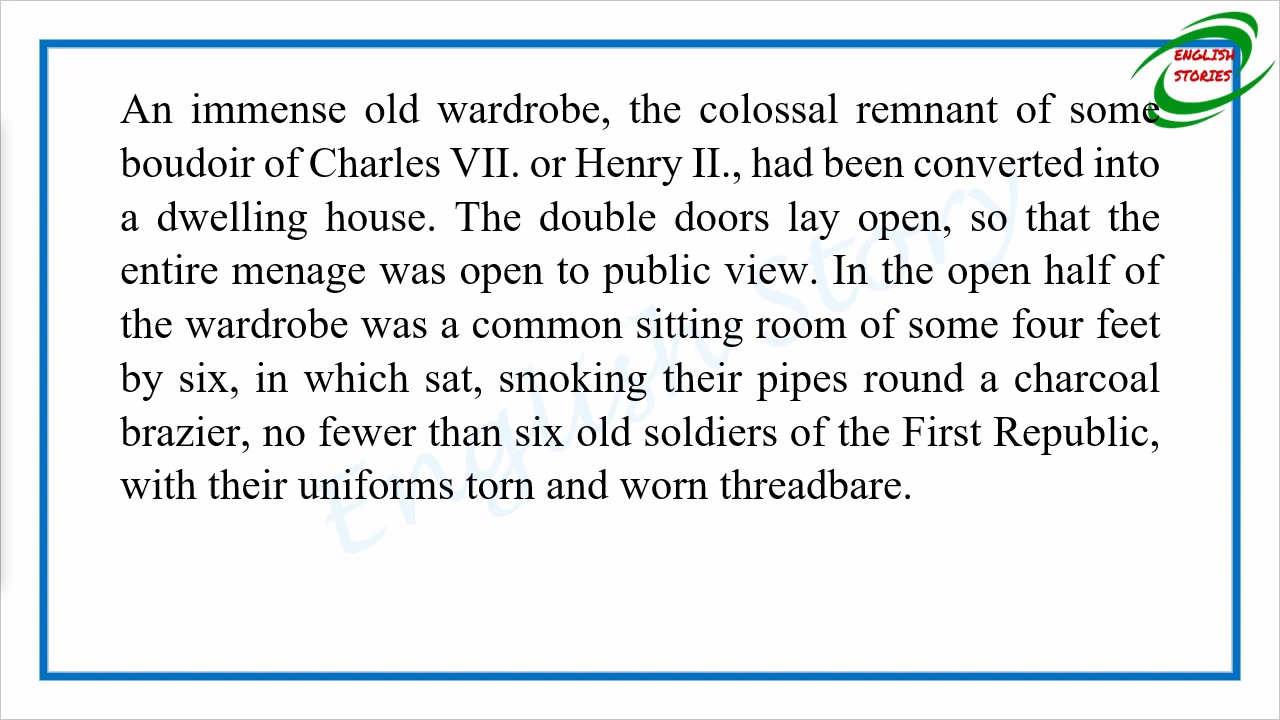 ENGLISH
STORIES
An immense old wardrobe, the colossal remnant of some
boudoir of Charles VII. or Henry II., had been converted into
a dwelling house. The double doors lay open, so that the
entire menage was open to public view. In the open half of
the wardrobe was a common sitting room of some four feet
by six, in which sat, smoking their pipes round a charcoal
brazier, no fewer than six old soldiers of the First Republic,
with their uniforms torn and worn threadbare.
English Story